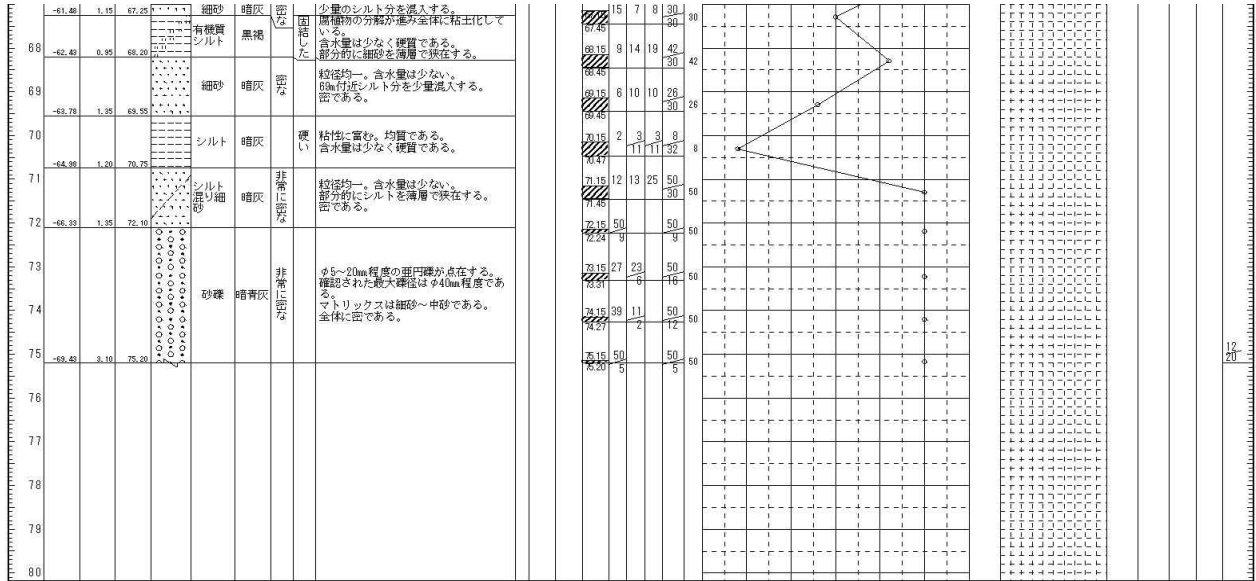 -61.48 1.15 67.25 細砂 暗灰 密な 少量のシルト分を混入する。
-62.43 0.95 68.20 有機質シルト 黒褐 固結した 腐植物の分解が進み全体に粘土化して
いる。
含水量は少なく硬質である。
部分的に細砂を薄層で狭在する。
-63.78 1.35 69.55 細砂 暗灰 密な 粒径均一。含水量は少ない。
69m付近シルト分を少量混入する。
密である。
-64.98 1.20 70.75 シルト 暗灰 硬い 粘性に富む。均質である。
含水量は少なく硬質である。
-66.33 1.35 72.10 シルト混り細砂 暗灰 非常に密な 粒径均一。含水量は少ない。
部分的にシルトを薄層で狭在する。
密である。
-69.43 3.10 75.20 砂礫 暗青灰 非常に密な φ5～20mm程度の亜円礫が点在する。
確認された最大礫径はφ40mm程度であ
る。
マトリックスは細砂～中砂である。
全体に密である。
68
69
70
71
72
73
74
75
76
77
78
79
80
15 7 8 30 30 30
67.45
68.15 9 14 19 42 30 42
68.45
69.15 6 10 10 26 30 26
69.45
70.15 2 3 11 3 11 8 32 8
70.47
71.15 12 13 25 50 30 50
71.45
72.15 50 9 50 9 50
72.24
73.15 27 23 6 50 16 50
73.31
74.15 39 11 2 50 12 50
74.27
75.15 50 5 50 5 50
75.20
12
20